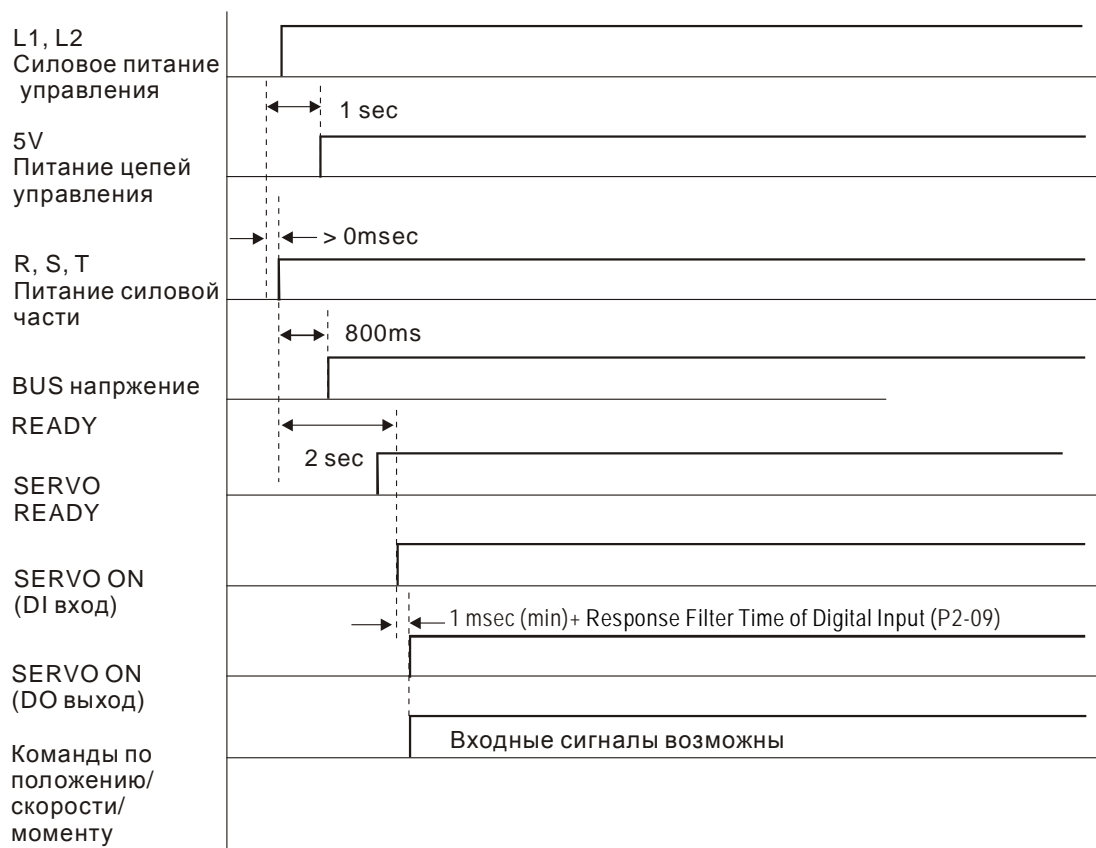 L1, L2
Силовое питание
управления
1 sec
5V
Питание цепей
управления
> 0msec
R, S, T
Питание силовой
части
800ms
BUS напржение
READY
2 sec
SERVO
READY
SERVO ON
(DI вход)
1 msec (min)+ Response Filter Time of Digital Input (P2-09)
SERVO ON
(DO выход)
Входные сигналы возможны
Команды по
положению/
скорости/
моменту